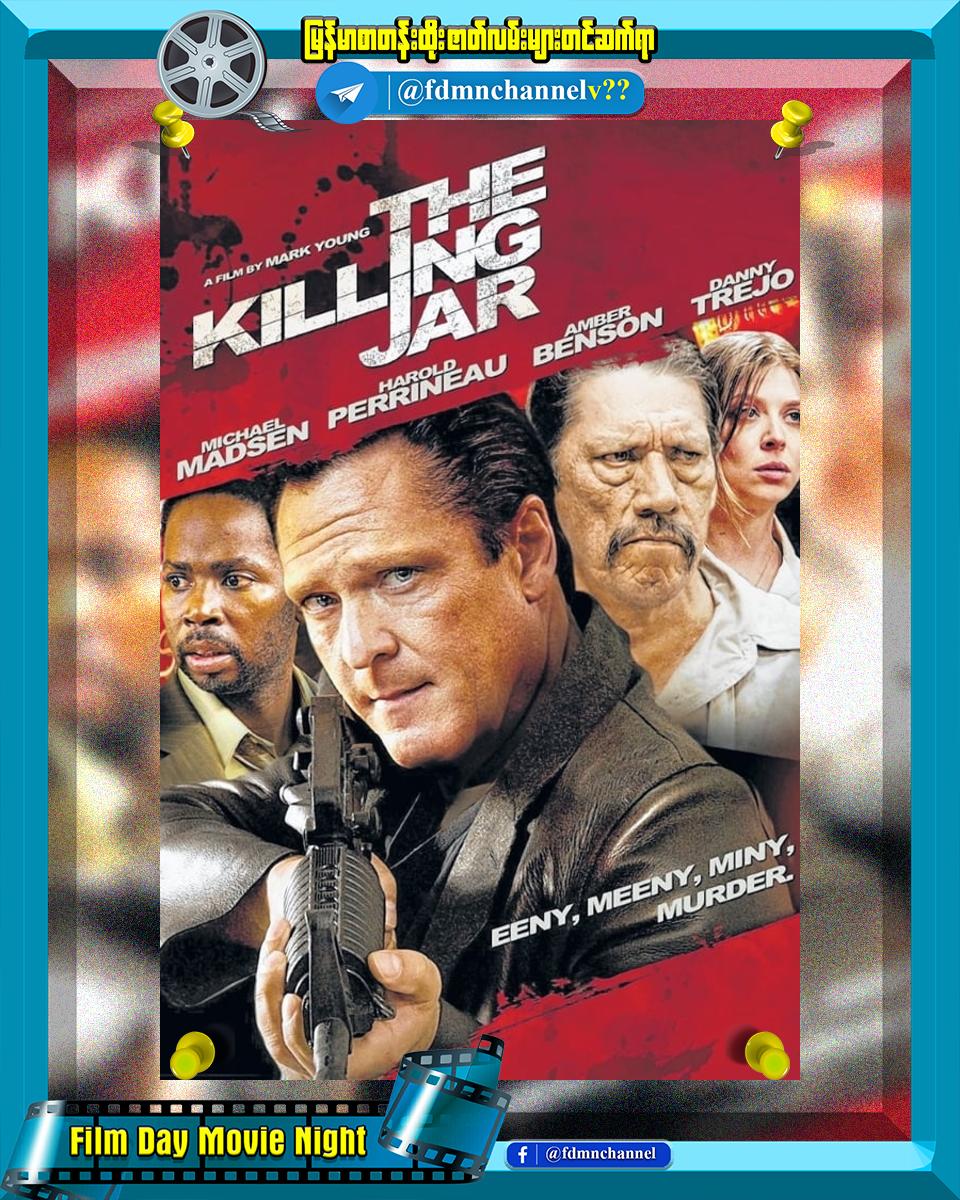 မြန်မာစာတန်းထိုးဇာတ်လမ်းများတင်ဆက်ရာ
@fdmnchannelv??
A FILM BY MARK YOUNG
THE
KILLING
JAR
MICHAEL
MADSEN
HAROLD
PERRINEAU
AMBER
BENSON
DANNY
TREJO
EENY, MEENY, MINY,
MURDER.
Film Day Movie Night
@fdmnchannel